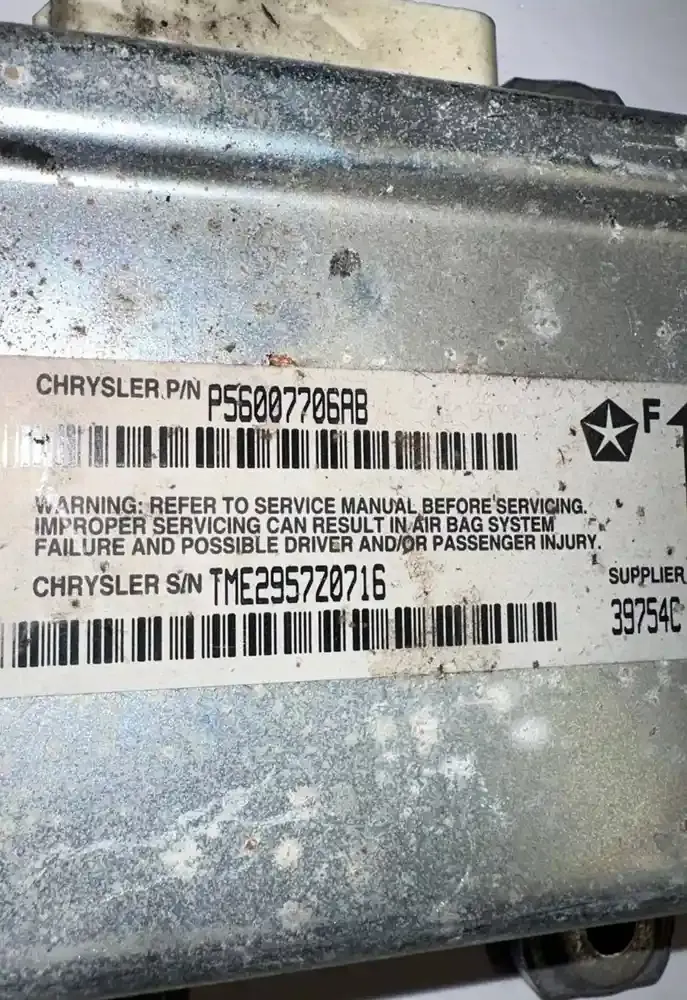 CHRYSLER P/N P56007706AB
F
WARNING: REFER TO SERVICE MANUAL BEFORE SERVICING.
IMPROPER SERVICING CAN RESULT IN AIR BAG SYSTEM
FAILURE AND POSSIBLE DRIVER AND/OR PASSENGER INJURY.
CHRYSLER S/N TME2957Z0716
SUPPLIER
39754C